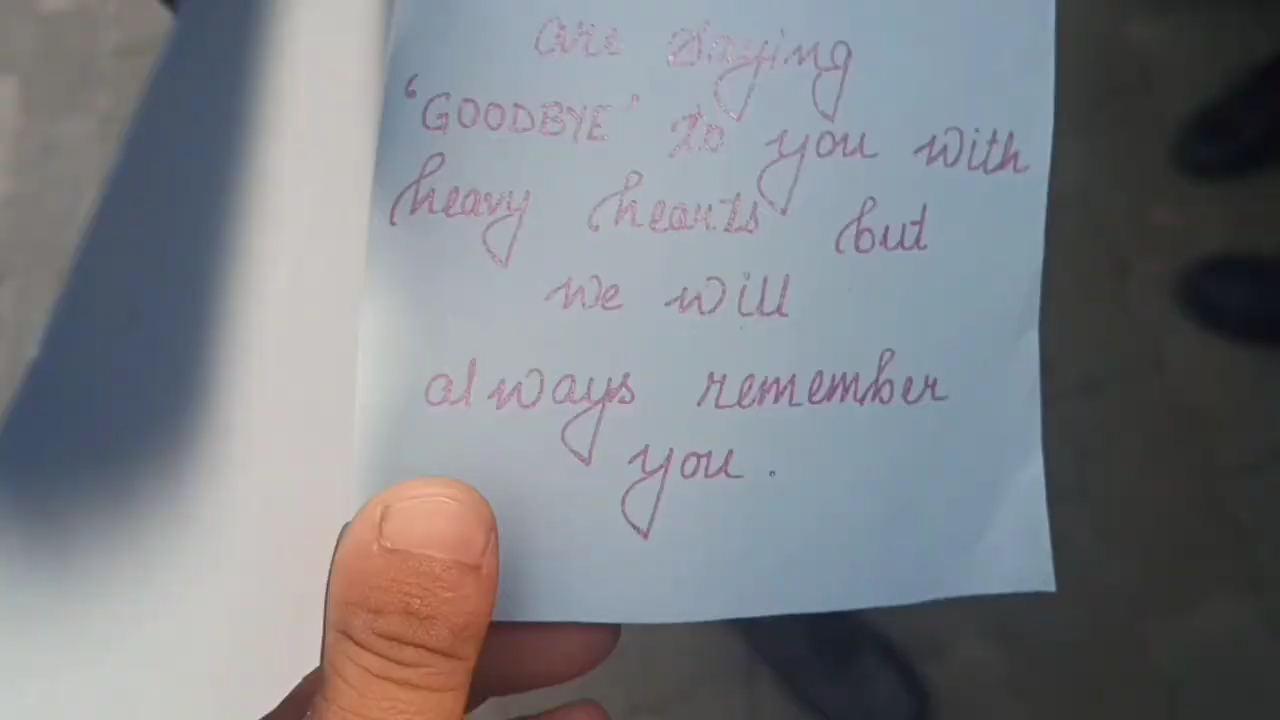 are saying
'GOODBYE' to you with
heavy hearts but
we will
always remember
you.